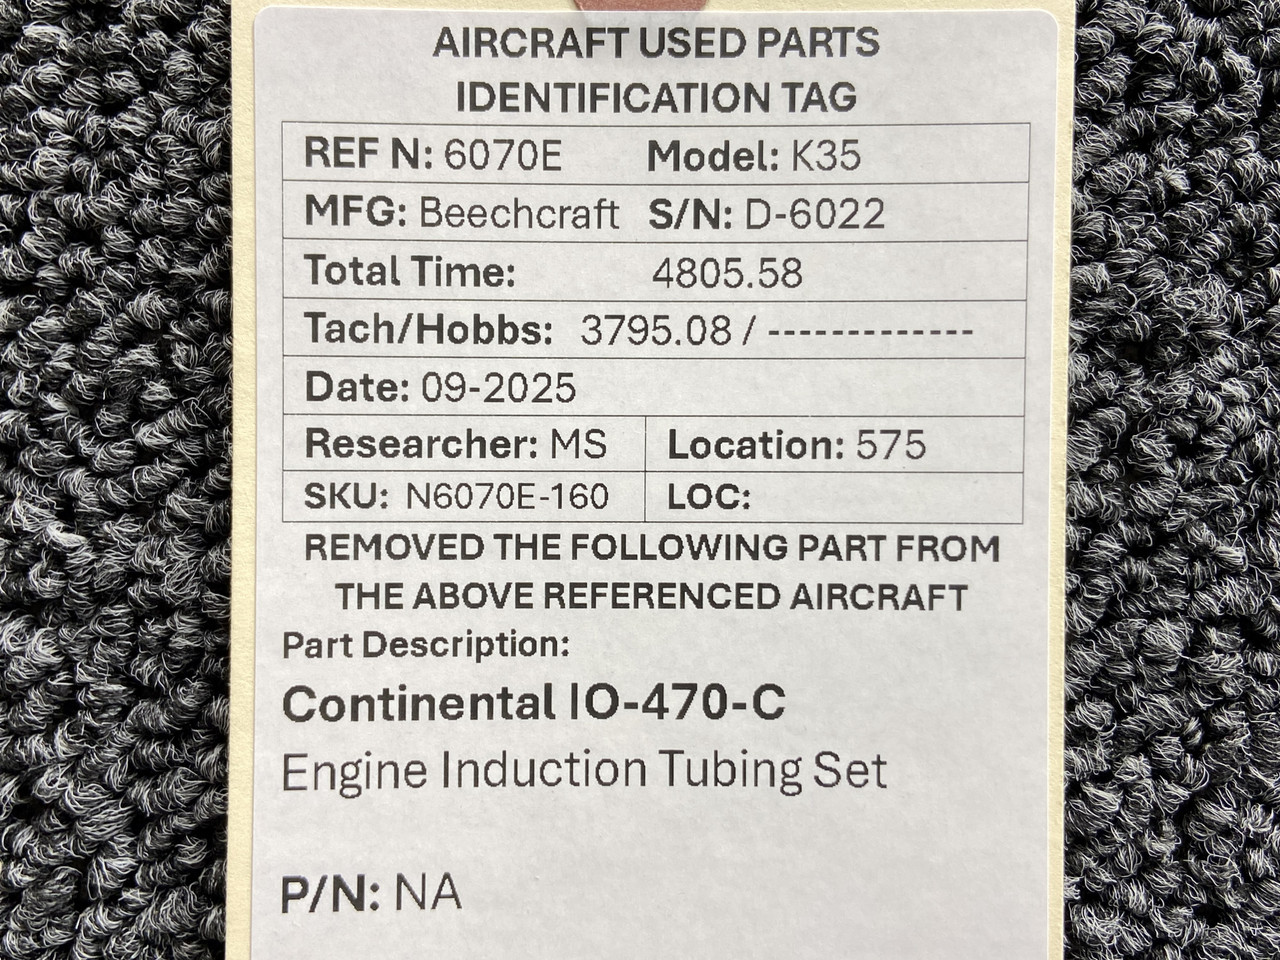 AIRCRAFT USED PARTS
IDENTIFICATION TAG
REF N: 6070E Model: K35
MFG: Beechcraft S/N: D-6022
Total Time: 4805.58
Tach/Hobbs: 3795.08 / -------------
Date: 09-2025
Researcher: MS Location: 575
SKU: N6070E-160 LOC:
REMOVED THE FOLLOWING PART FROM
THE ABOVE REFERENCED AIRCRAFT
Part Description:
Continental IO-470-C
Engine Induction Tubing Set
P/N: NA